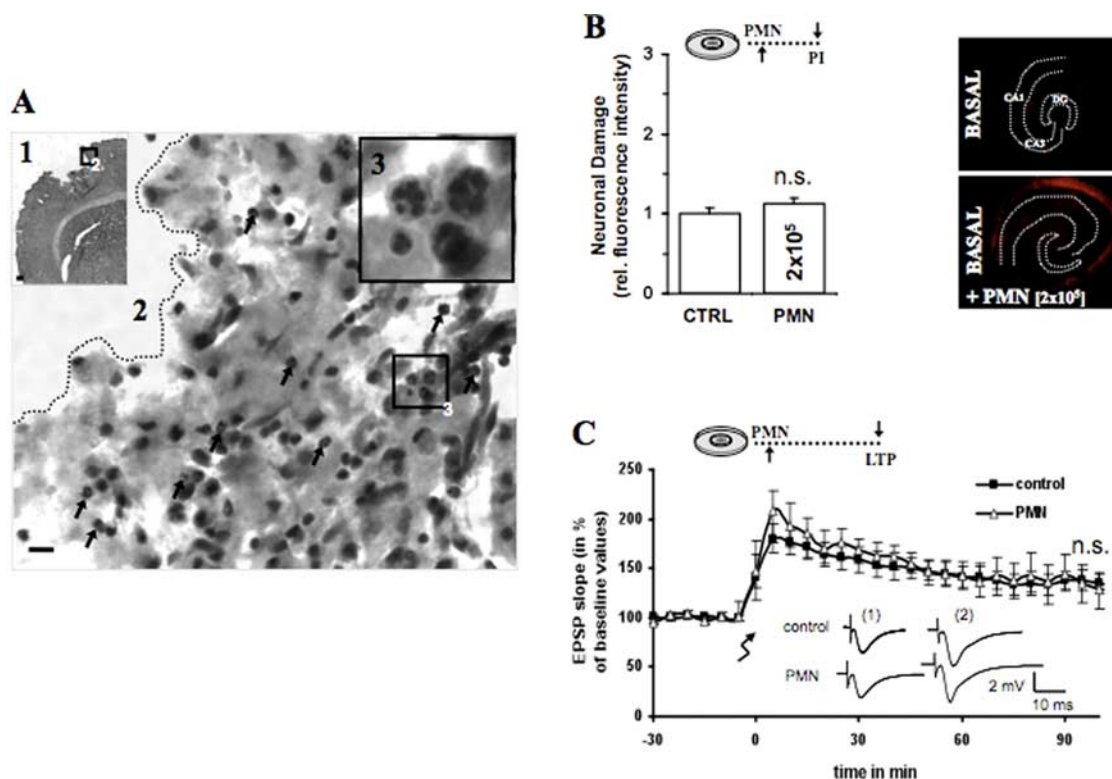 A
1
2
3
2
3
B
PMN
PI
Neuronal Damage
(rel. fluorescence intensity)
3
2
1
0
n.s.
2x10⁵
CTRL
PMN
BASAL
CA1
DG
CA3
BASAL
+ PMN [2x10⁵]
C
PMN
LTP
control
PMN
EPSP slope (in %
of baseline values)
250
200
150
100
50
0
n.s.
(1)
(2)
control
PMN
2 mV
10 ms
-30
0
30
60
90
time in min